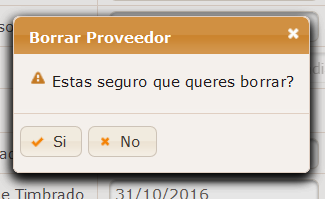 Borrar Proveedor
Estas seguro que queres borrar?
Si
No
e Timbrado
31/10/2016